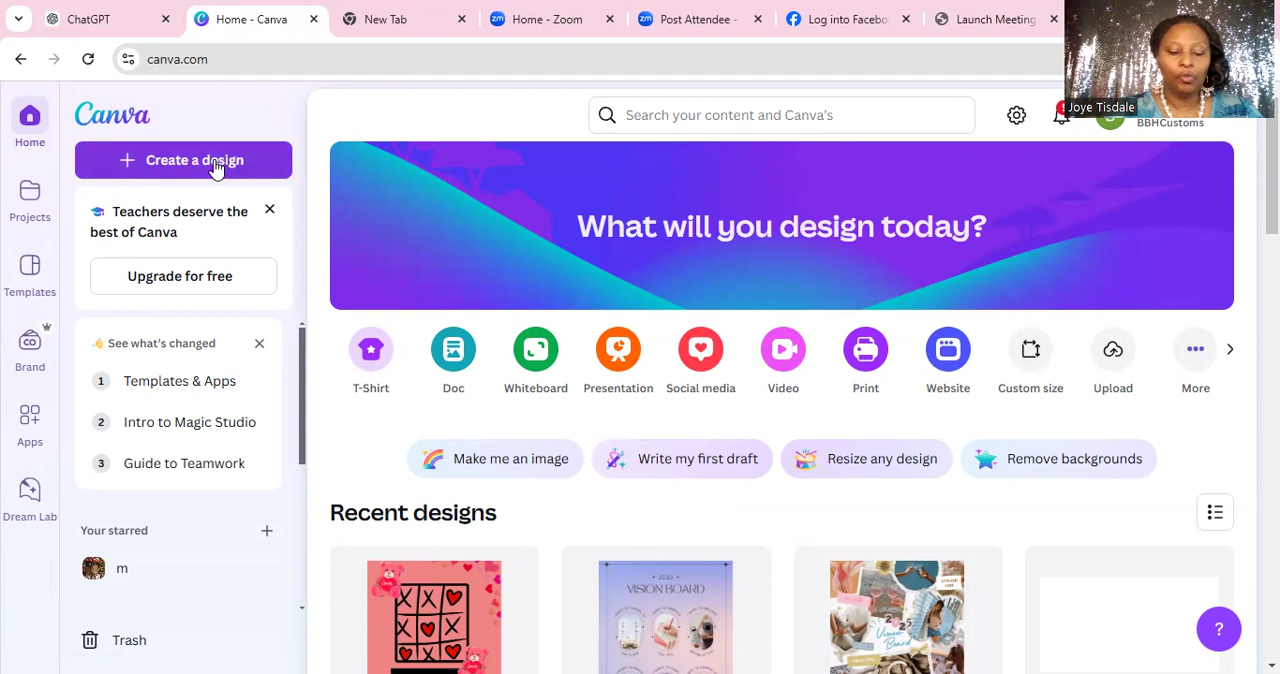 ChatGPT
Home - Canva
New Tab
Home - Zoom
Post Attendee -
Log into Facebo
Launch Meeting
canva.com
Joye Tisdale
Canva
Create a design
Teachers deserve the
best of Canva
Upgrade for free
See what's changed
1 Templates & Apps
2 Intro to Magic Studio
3 Guide to Teamwork
Your starred
m
Trash
Home
Projects
Templates
Brand
Apps
Dream Lab
Search your content and Canva's
BBHCustoms
What will you design today?
T-Shirt
Doc
Whiteboard
Presentation
Social media
Video
Print
Website
Custom size
Upload
More
Make me an image
Write my first draft
Resize any design
Remove backgrounds
Recent designs
X X
X X
X
2025
VISION BOARD
2025
Vision
Board
?